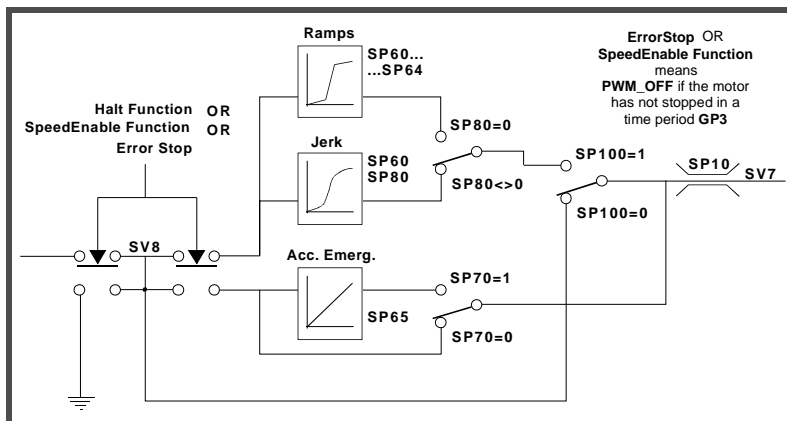 Ramps
SP60...
...SP64
ErrorStop OR
SpeedEnable Function
means
PWM_OFF if the motor
has not stopped in a
time period GP3
Halt Function OR
SpeedEnable Function OR
Error Stop
SP80=0
Jerk
SP60
SP80
SP80<>0
SP100=1
SP10
SV7
SP100=0
SV8
Acc. Emerg.
SP70=1
SP65
SP70=0